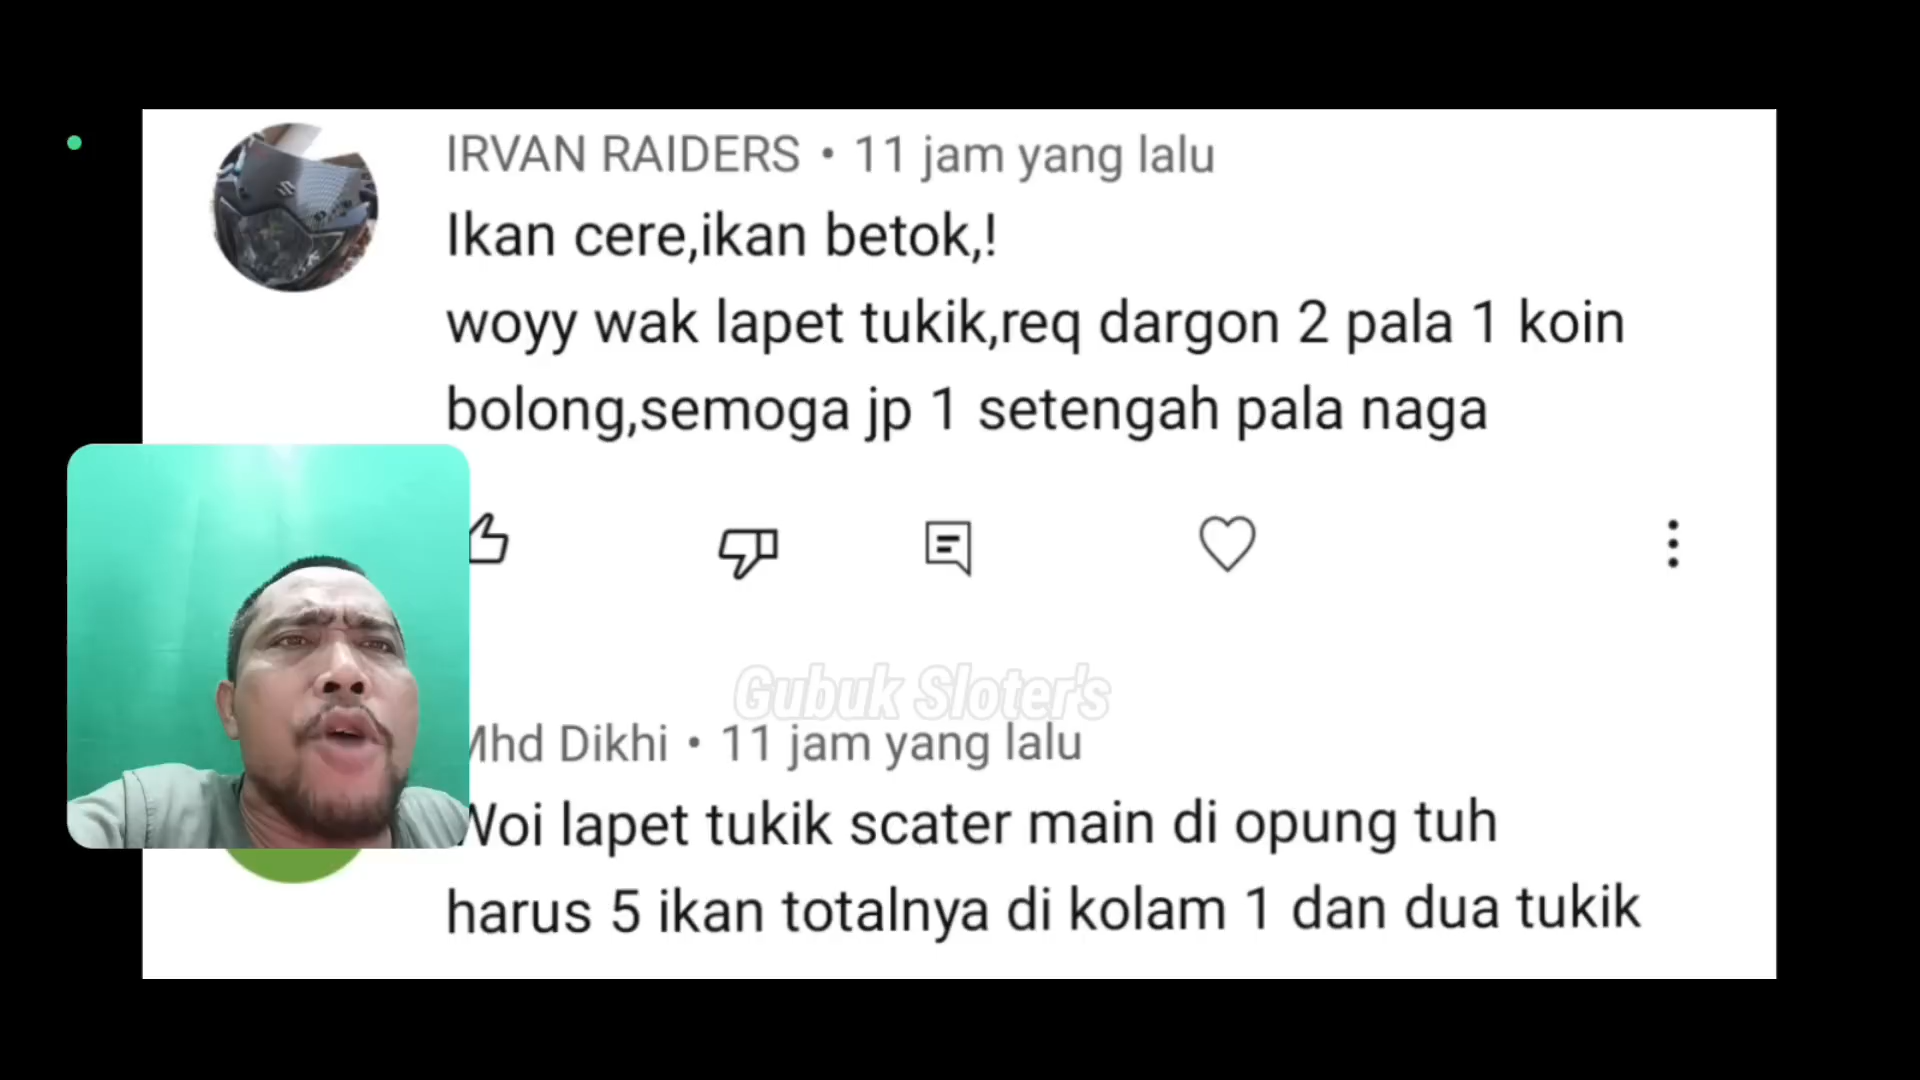 IRVAN RAIDERS • 11 jam yang lalu
Ikan cere,ikan betok,!
woyy wak lapet tukik,req dargon 2 pala 1 koin
bolong,semoga jp 1 setengah pala naga
Gubuk Sloter's
Mhd Dikhi • 11 jam yang lalu
Woi lapet tukik scater main di opung tuh
harus 5 ikan totalnya di kolam 1 dan dua tukik